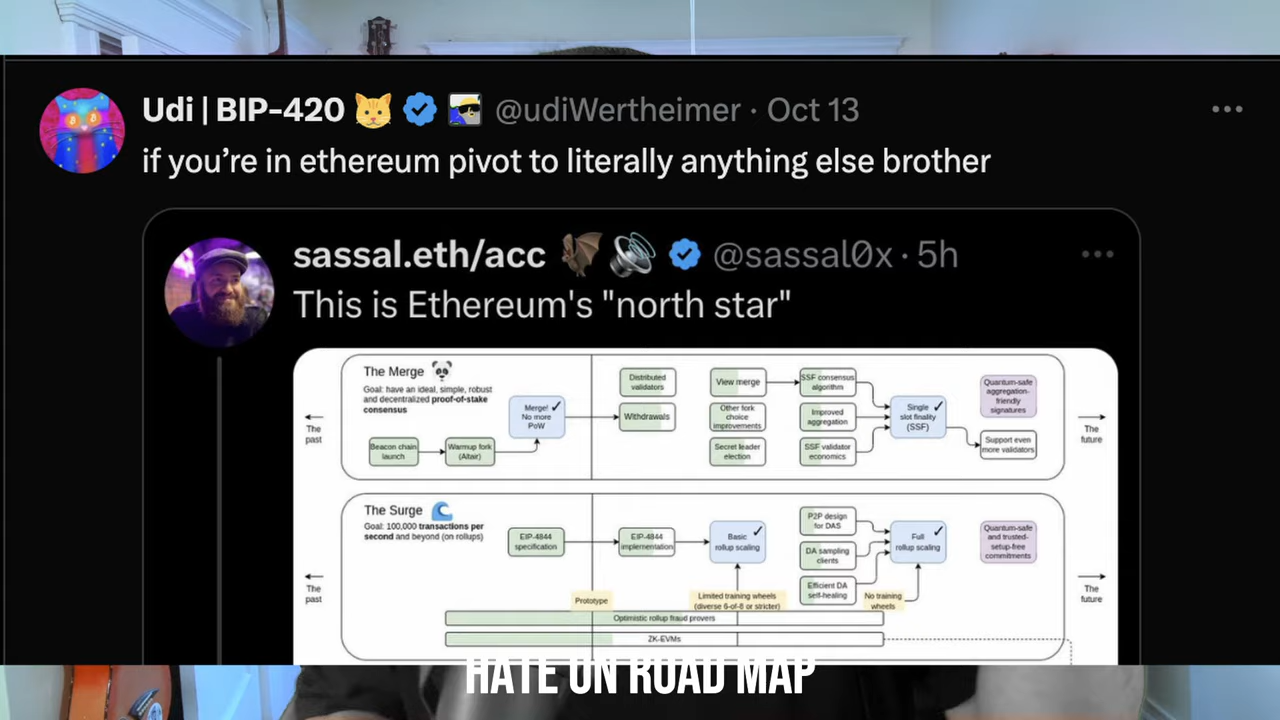 Udi | BIP-420 @udiWertheimer · Oct 13
if you're in ethereum pivot to literally anything else brother
sassal.eth/acc @sassal0x · 5h
This is Ethereum's "north star"
The Merge
Goal: have an ideal, simple, robust
and decentralized proof-of-stake
consensus
The
past
Beacon chain
launch
Warmup fork
(Altair)
Merge!
No more
PoW
Distributed
validators
Withdrawals
View merge
Other fork
choice
improvements
Secret leader
election
SSF consensus
algorithm
Improved
aggregation
SSF validator
economics
Single
slot finality
(SSF)
Quantum-safe
aggregation-
friendly
signatures
Support even
more validators
The
future
The Surge
Goal: 100,000 transactions per
second and beyond (on rollups)
The
past
EIP-4844
specification
EIP-4844
implementation
Basic
rollup scaling
P2P design
for DAS
DA sampling
clients
Efficient DA
self-healing
Full
rollup scaling
Quantum-safe
and trusted-
setup-free
commitments
The
future
Prototype
Limited training wheels
(diverse 6-of-8 or stricter)
No training
wheels
Optimistic rollup fraud provers
ZK-EVMs
HATE ON ROAD MAP